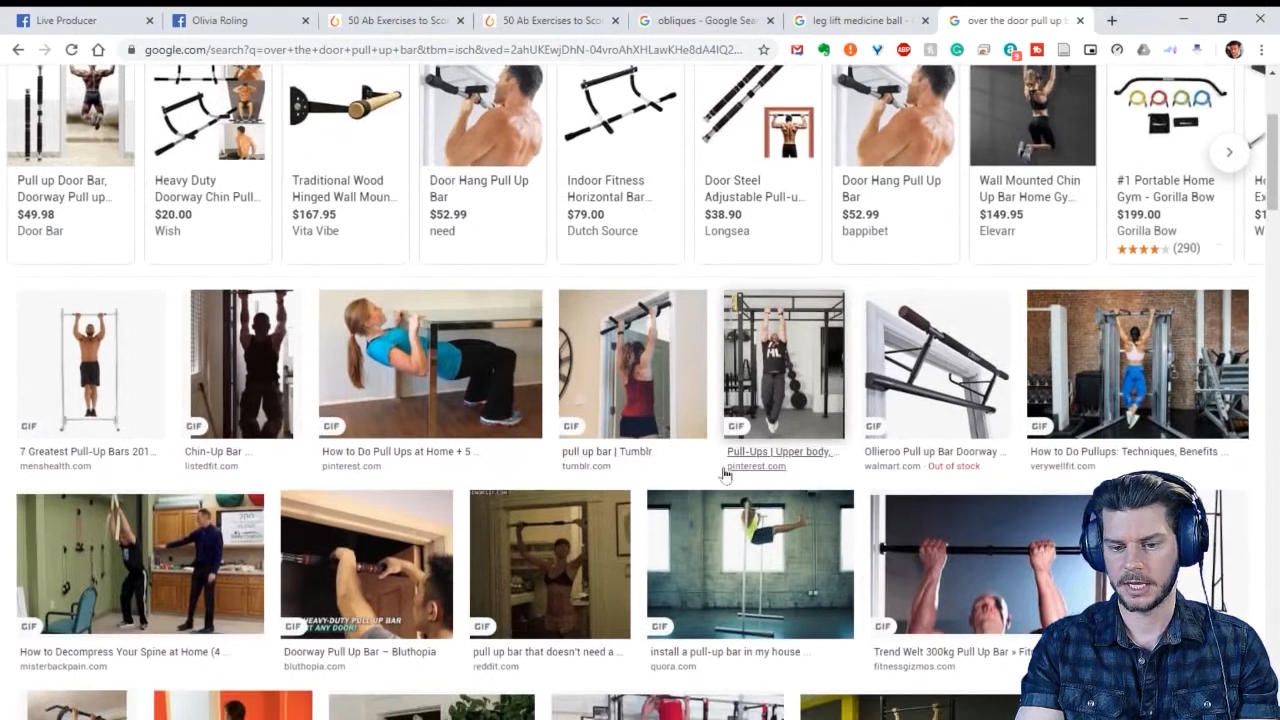 Live Producer
Olivia Roling
50 Ab Exercises to Sco
50 Ab Exercises to Sco
obliques - Google Sea
leg lift medicine ball -
over the door pull up b
google.com/search?q=over+the+door+pull+up+bar&tbm=isch&ved=2ahUKEwjDhN-04vroAhXHLawKHe8dA4IQ2...
ABP
9
Pull up Door Bar,
Doorway Pull up...
$49.98
Door Bar
Heavy Duty
Doorway Chin Pull...
$20.00
Wish
Traditional Wood
Hinged Wall Moun...
$167.95
Vita Vibe
Door Hang Pull Up
Bar
$52.99
need
Indoor Fitness
Horizontal Bar...
$79.00
Dutch Source
Door Steel
Adjustable Pull-u...
$38.90
Longsea
Door Hang Pull Up
Bar
$52.99
bappibet
Wall Mounted Chin
Up Bar Home Gy...
$149.95
Elevarr
#1 Portable Home
Gym - Gorilla Bow
$199.00
Gorilla Bow
(290)
GIF
GIF
GIF
GIF
HL
GIF
GIF
GIF
7 Greatest Pull-Up Bars 201...
menshealth.com
Chin-Up Bar ...
listedfit.com
How to Do Pull Ups at Home + 5 ...
pinterest.com
pull up bar | Tumblr
tumblr.com
Pull-Ups | Upper body, ...
pinterest.com
Ollieroo Pull up Bar Doorway ...
walmart.com · Out of stock
How to Do Pullups: Techniques, Benefits ...
verywellfit.com
GIF
HEAVY-DUTY PULL UP BAR
AT ANY DOOR!
GIF
GIF
GIF
GIF
How to Decompress Your Spine at Home (4 ...
misterbackpain.com
Doorway Pull Up Bar – Bluthopia
bluthopia.com
pull up bar that doesn't need a ...
reddit.com
install a pull-up bar in my house ...
quora.com
Trend Welt 300kg Pull Up Bar » Fit
fitnessgizmos.com